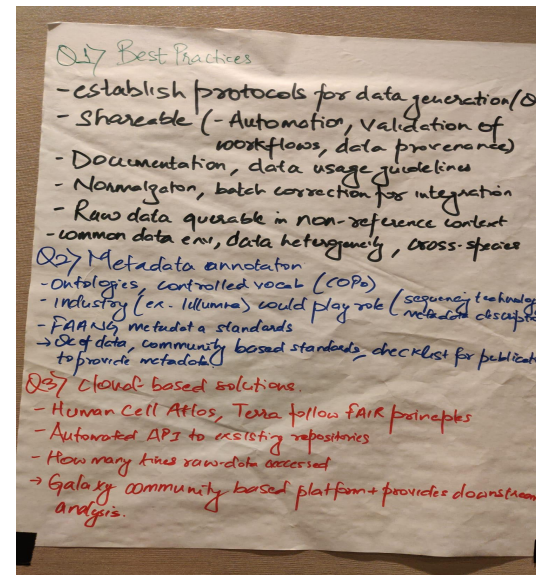 Q1> Best Practices
- establish protocols for data generation/Q
- Shareable (- Automation, Validation of
workflows, data provenance)
- Documentation, data usage guidelines
- Normalization, batch correction for integration
- Raw data querable in non-reference context
- common data env, data heterogeneity, cross-species
Q2> Metadata annotation
- Ontologies, controlled vocab (COPO)
- Industry (ex. Illumina) could play role (sequencing technolog
metadata descripto
- FAANG metadata standards
→ QC of data, community based standards, checklist for publicat
to provide metadata)
Q3> Cloud based solutions.
- Human Cell Atlas, Terra follow FAIR principles
- Automated API to existing repositories
- How many times raw-data accessed
→ Galaxy community based platform + provides downstream
analysis.